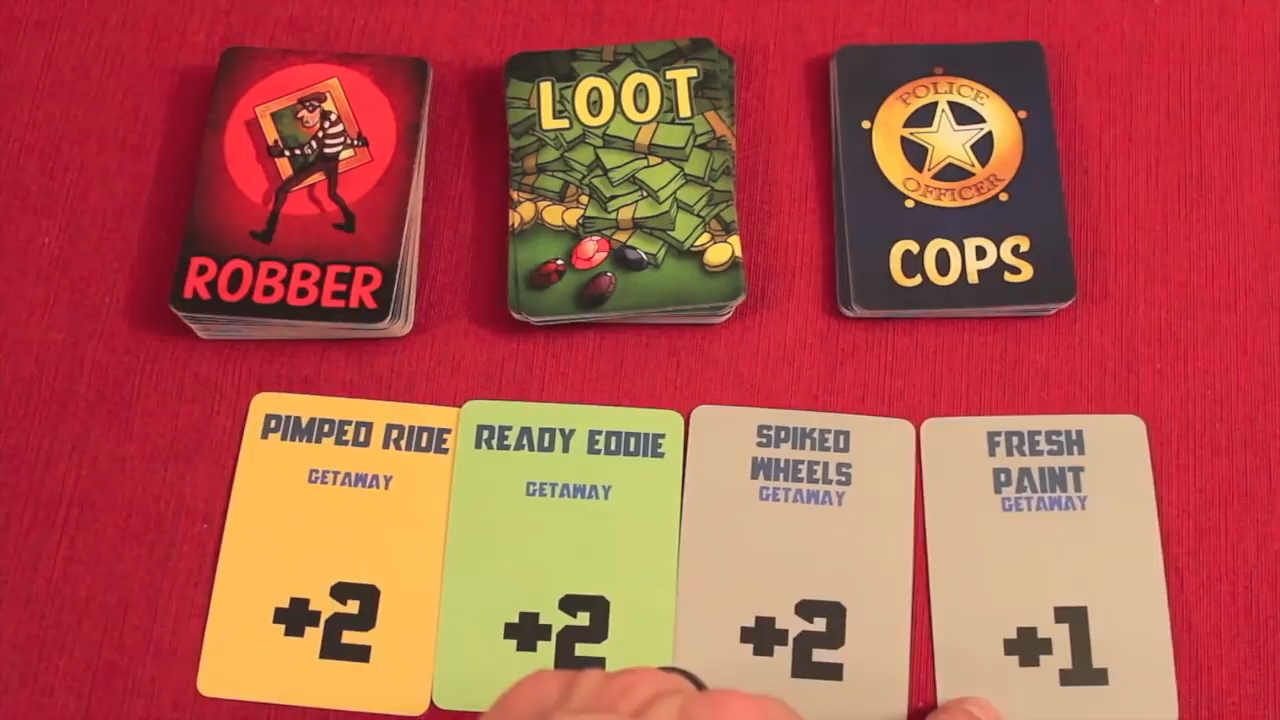 ROBBER
LOOT
POLICE
OFFICER
COPS
PIMPED RIDE
GETAWAY
+2
READY EDDIE
GETAWAY
+2
SPIKED
WHEELS
GETAWAY
+2
FRESH
PAINT
GETAWAY
+1